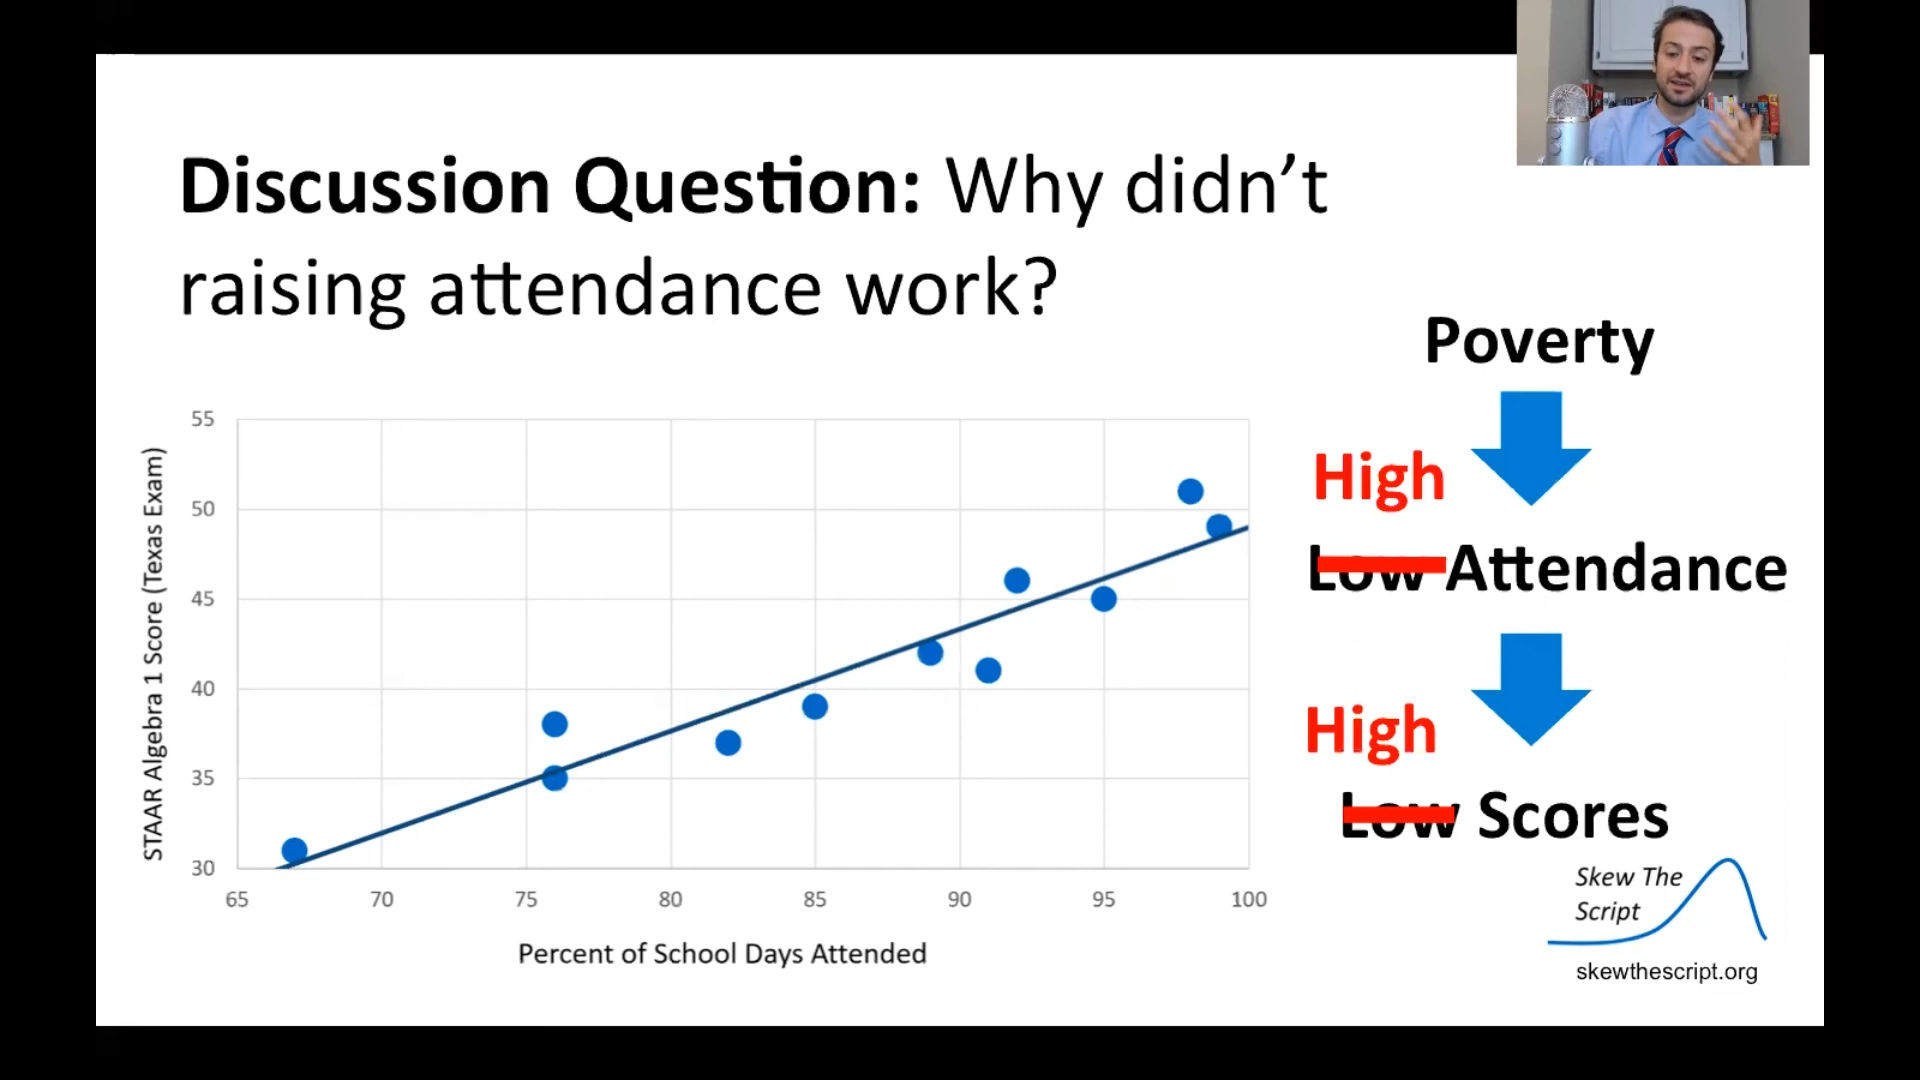 Discussion Question: Why didn't
raising attendance work?
Poverty
High
Low Attendance
High
Low Scores
STAAR Algebra 1 Score (Texas Exam)
55
50
45
40
35
30
65 70 75 80 85 90 95 100
Percent of School Days Attended
Skew The
Script
skewthescript.org